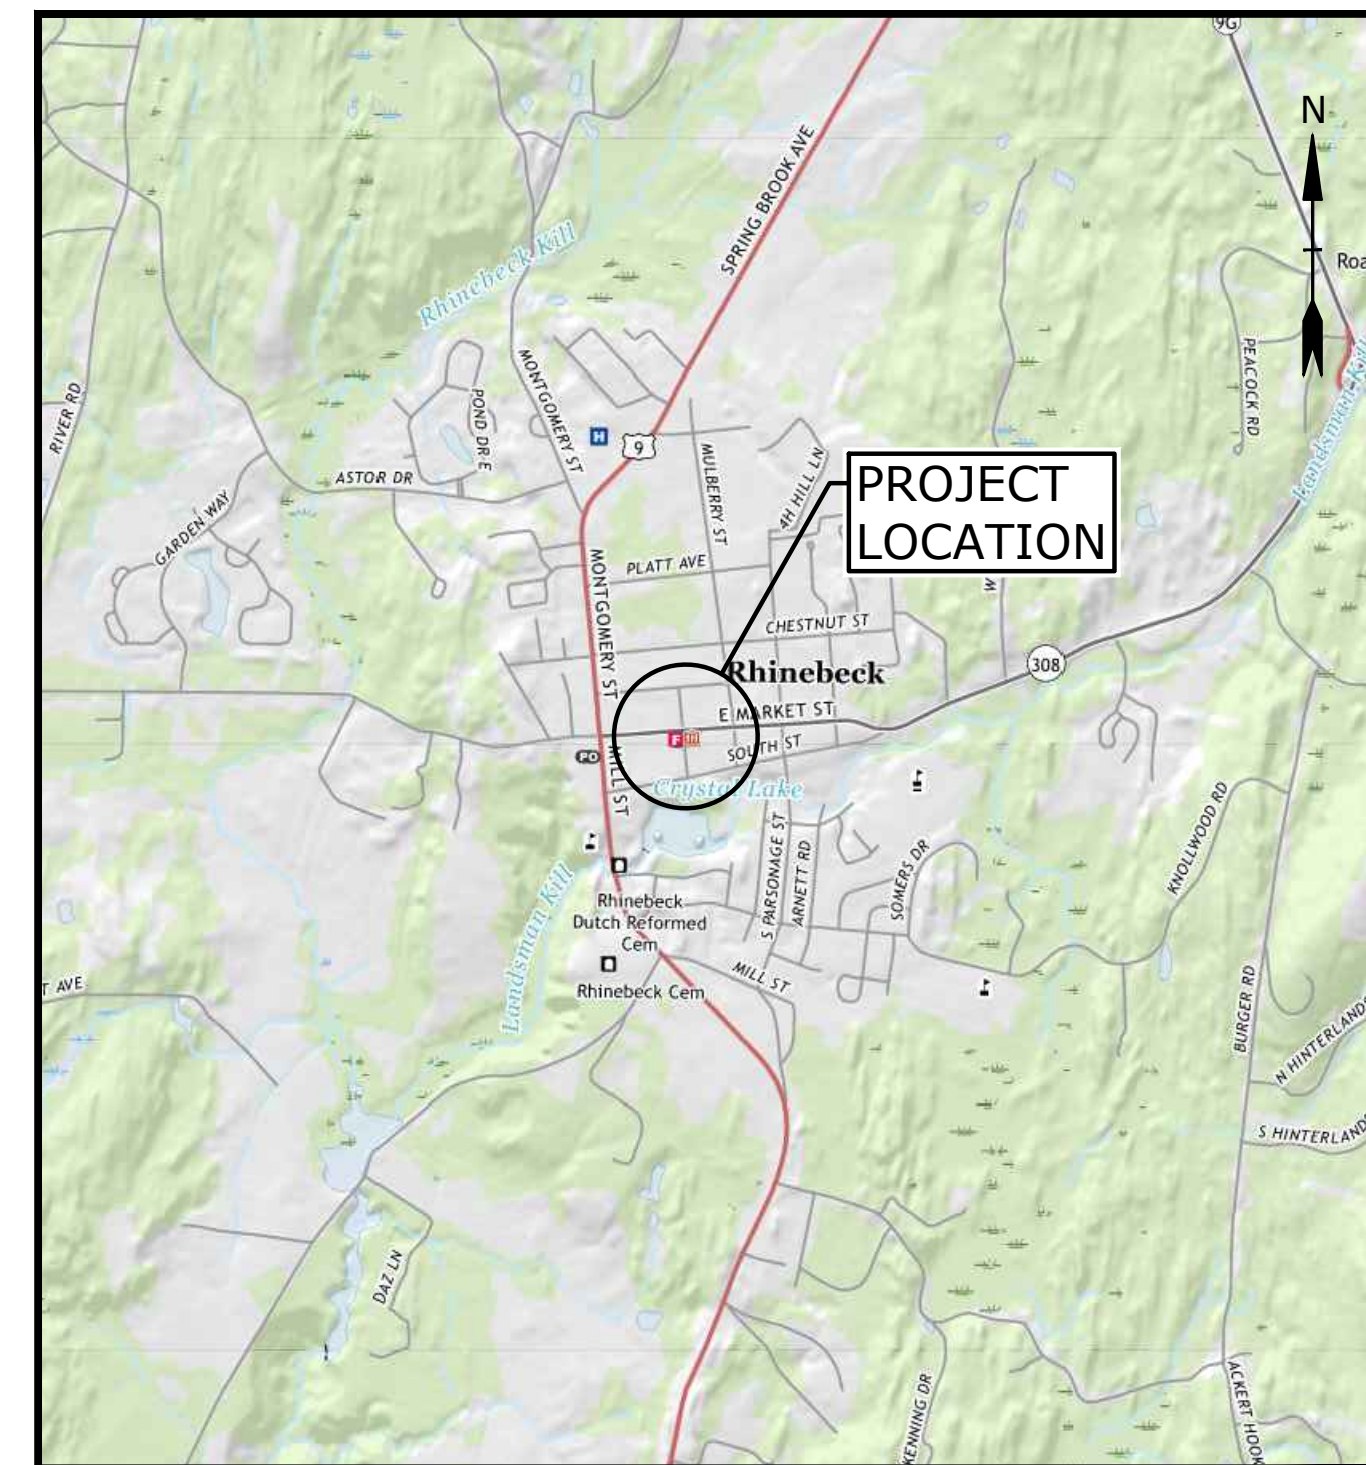 9G
N
SPRING BROOK AVE
Rhinebeck Kill
PEACOCK RD
RIVER RD
MONTGOMERY ST
POND DR E
H
9
MULBERRY ST
4H HILL LN
PROJECT
LOCATION
Landsman Kill
ASTOR DR
GARDEN WAY
PLATT AVE
MONTGOMERY ST
CHESTNUT ST
308
Rhinebeck
E MARKET ST
F
SOUTH ST
PO
MILL ST
Crystal Lake
S PARSONAGE ST
ARNETT RD
SOMERS DR
KNOLLWOOD RD
Landsman Kill
Rhinebeck
Dutch Reformed
Cem
MILL ST
Rhinebeck Cem
T AVE
BURGER RD
N HINTERLAND
S HINTERLAND
DAZ LN
KENNING DR
ACKERT HOOK